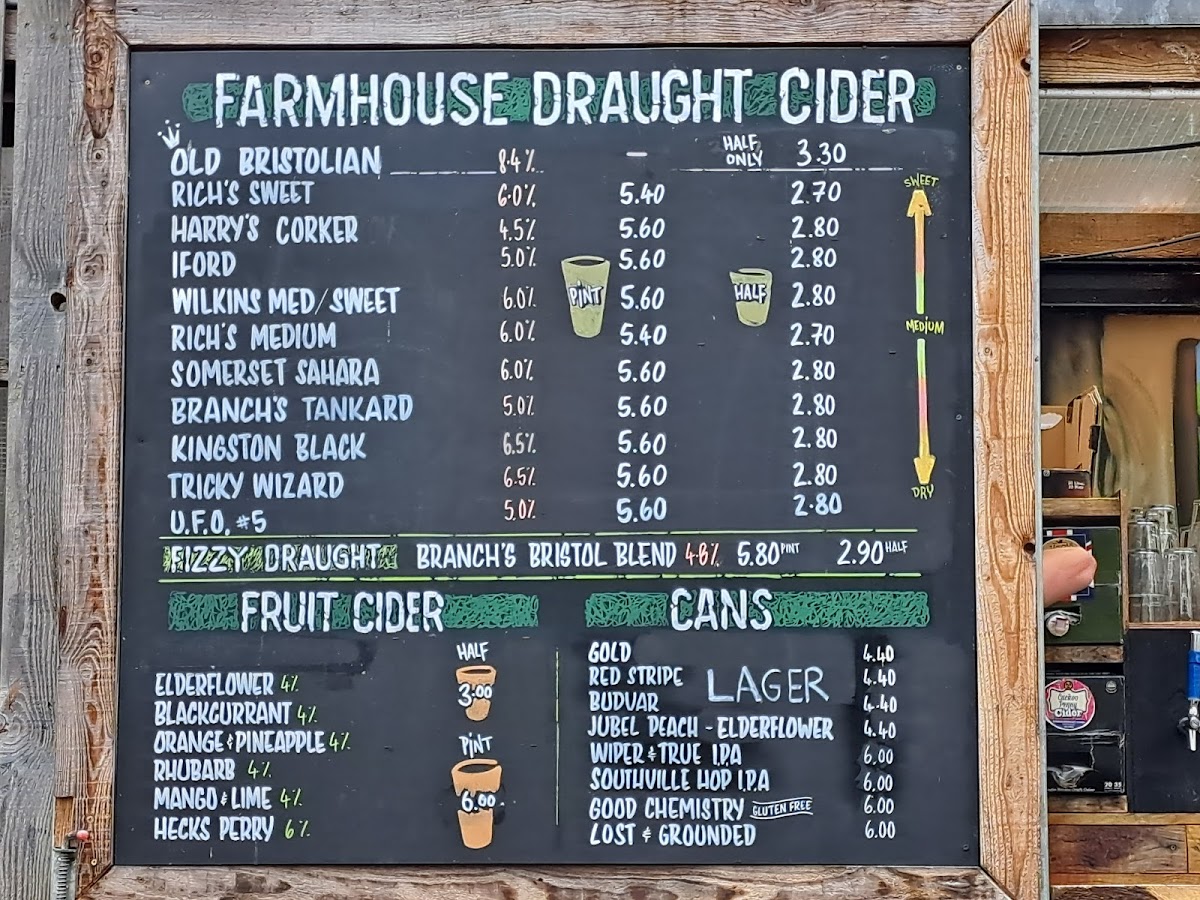 FARMHOUSE DRAUGHT CIDER
OLD BRISTOLIAN 8.4% – HALF ONLY 3.30
RICH'S SWEET 6.0% 5.40 2.70
SWEET
HARRY'S CORKER 4.5% 5.60 2.80
IFORD 5.0% 5.60 2.80
PINT
HALF
WILKINS MED/SWEET 6.0% 5.60 2.80
RICH'S MEDIUM 6.0% 5.40 2.70
MEDIUM
SOMERSET SAHARA 6.0% 5.60 2.80
BRANCH'S TANKARD 5.0% 5.60 2.80
KINGSTON BLACK 6.5% 5.60 2.80
TRICKY WIZARD 6.5% 5.60 2.80
DRY
U.F.O. #5 5.0% 5.60 2.80
FIZZY DRAUGHT BRANCH'S BRISTOL BLEND 4.8% 5.80 PINT 2.90 HALF
FRUIT CIDER
HALF
3.00
PINT
6.00
ELDERFLOWER 4%
BLACKCURRANT 4%
ORANGE & PINEAPPLE 4%
RHUBARB 4%
MANGO & LIME 4%
HECKS PERRY 6%
CANS
GOLD 4.40
RED STRIPE 4.40
LAGER
BUDVAR 4.40
JUBEL PEACH - ELDERFLOWER 4.40
WIPER & TRUE I.P.A 6.00
SOUTHVILLE HOP I.P.A 6.00
GOOD CHEMISTRY GLUTEN FREE 6.00
LOST & GROUNDED 6.00
Cider